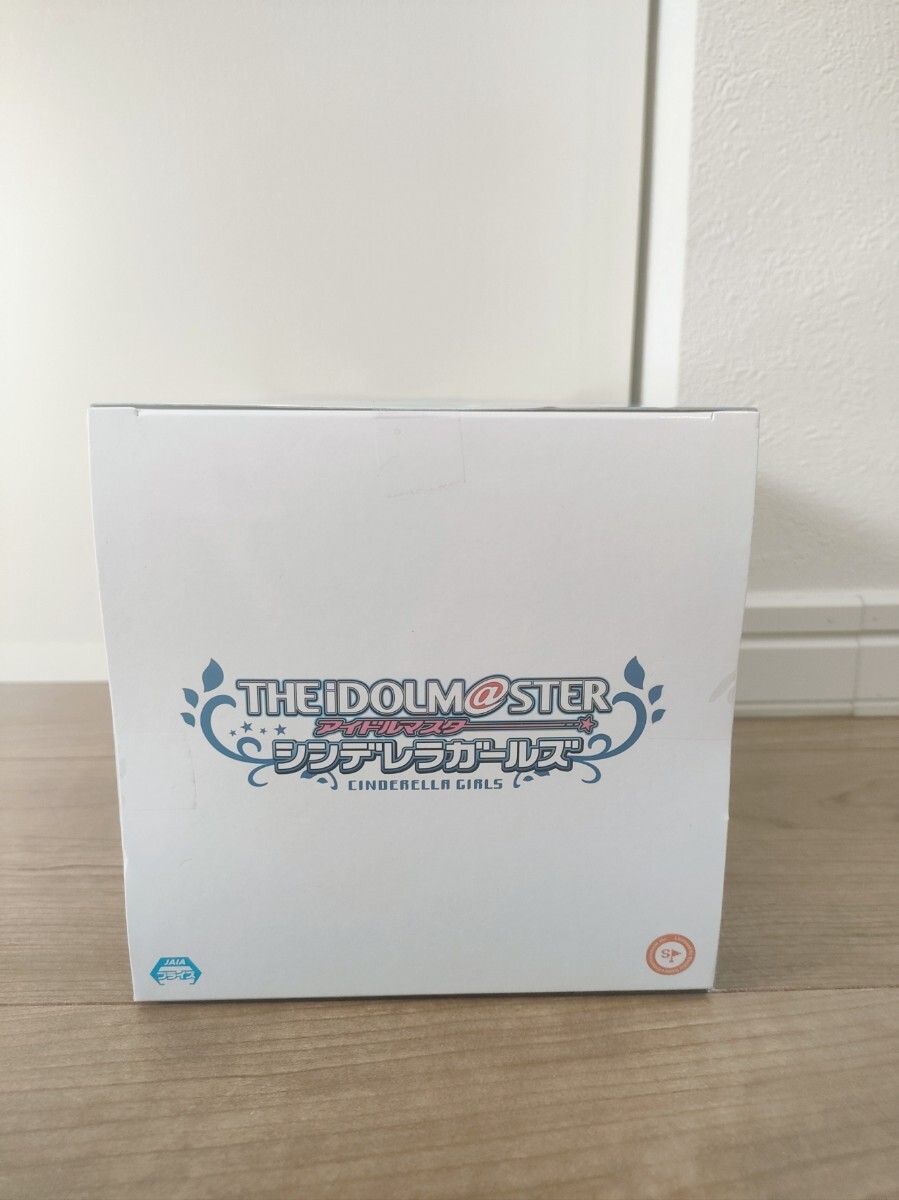 THE iDOLM@STER
アイドルマスター
シンデレラガールズ
CINDERELLA GIRLS
JAIA
プライズ
SP